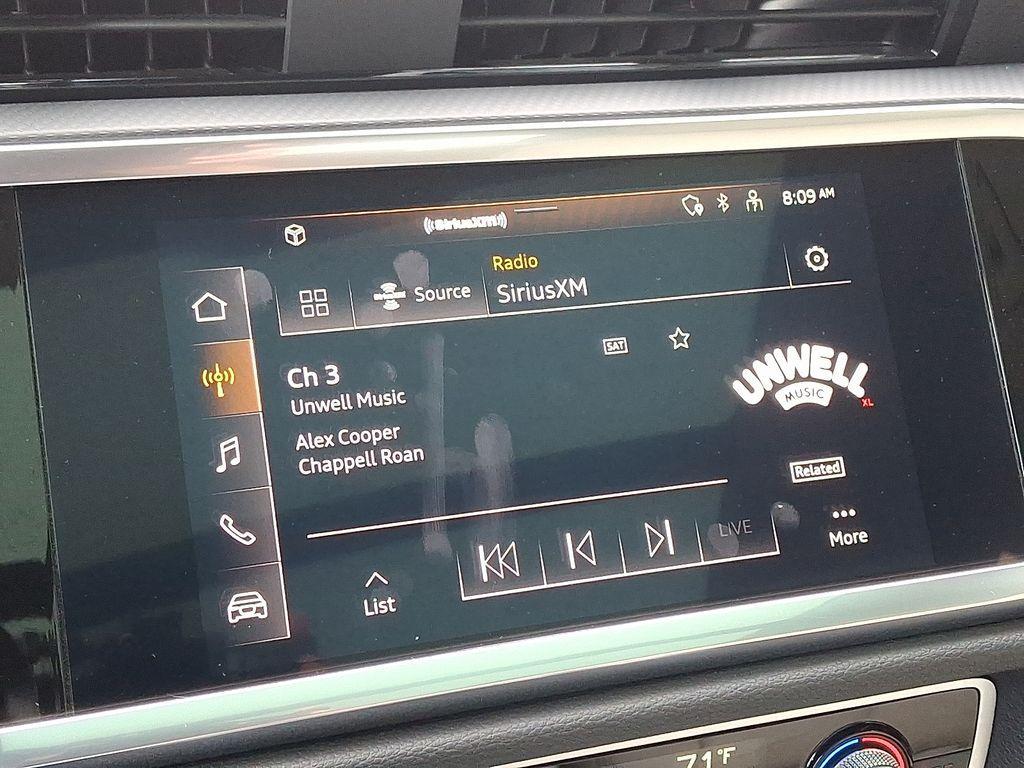 SiriusXM
8:09 AM
Radio
SiriusXM
Source
SiriusXM
SAT
Ch 3
Unwell Music
Alex Cooper
Chappell Roan
UNWELL
MUSIC
XL
Related
LIVE
More
List
71°F